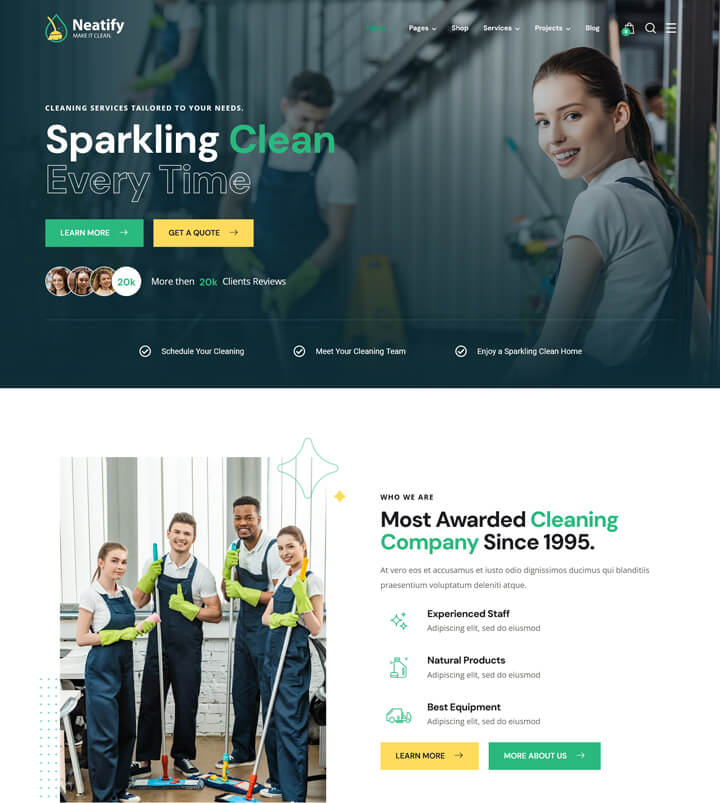 Neatify
MAKE IT CLEAN.
Home
Pages
Shop
Services
Projects
Blog
0
CLEANING SERVICES TAILORED TO YOUR NEEDS.
Sparkling Clean
Every Time
LEARN MORE
GET A QUOTE
20k
More then 20k Clients Reviews
Schedule Your Cleaning
Meet Your Cleaning Team
Enjoy a Sparkling Clean Home
WHO WE ARE
Most Awarded Cleaning
Company Since 1995.
At vero eos et accusamus et iusto odio dignissimos ducimus qui blanditiis
praesentium voluptatum deleniti atque.
Experienced Staff
Adipiscing elit, sed do eiusmod
Natural Products
Adipiscing elit, sed do eiusmod
Best Equipment
Adipiscing elit, sed do eiusmod
LEARN MORE
MORE ABOUT US